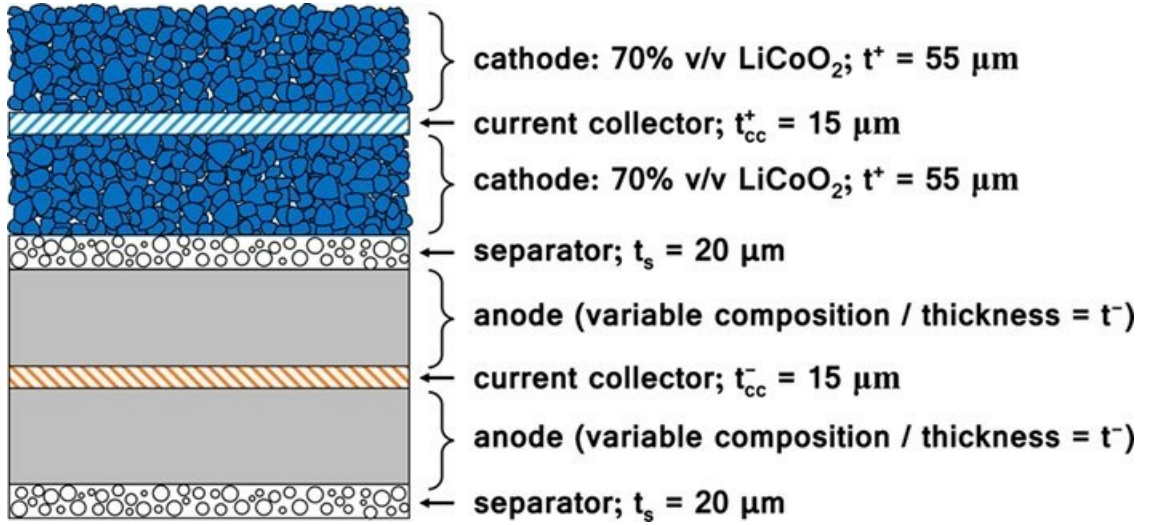 cathode: 70% v/v LiCoO₂; t⁺ = 55 μm
current collector; t⁺cc = 15 μm
cathode: 70% v/v LiCoO₂; t⁺ = 55 μm
separator; tₛ = 20 μm
anode (variable composition / thickness = t⁻)
current collector; t⁻cc = 15 μm
anode (variable composition / thickness = t⁻)
separator; tₛ = 20 μm